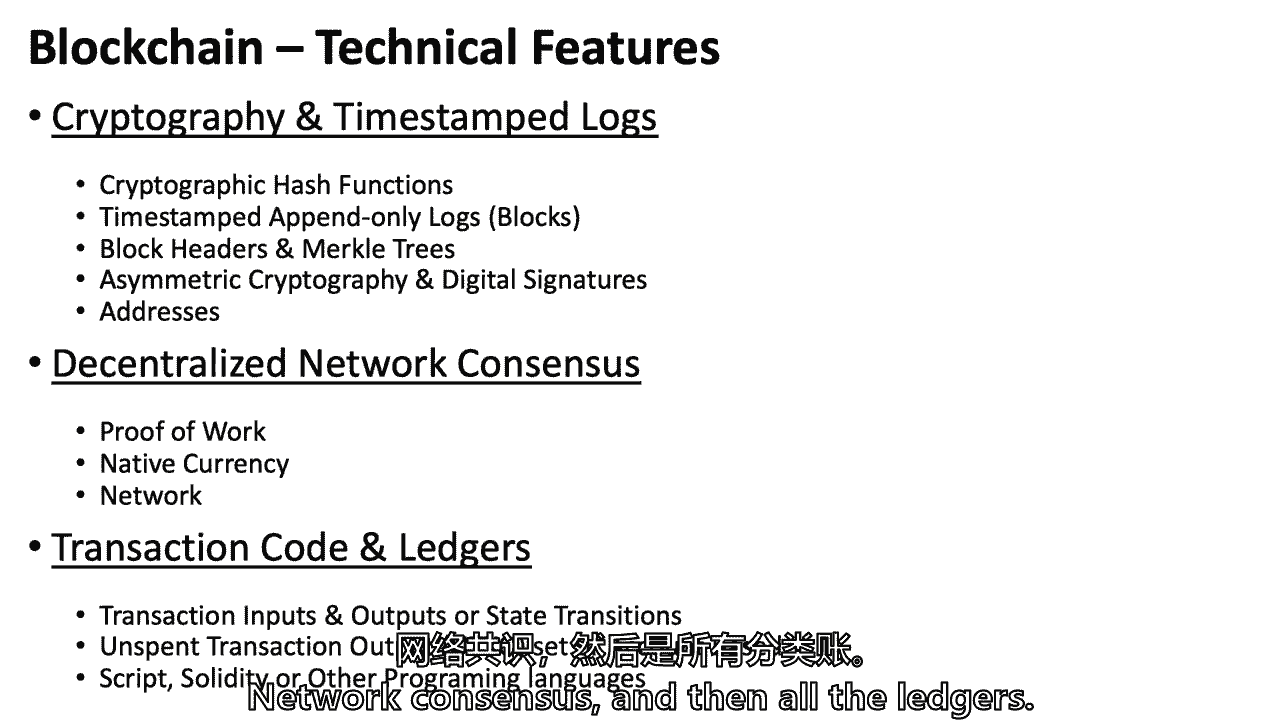 Blockchain – Technical Features
• Cryptography & Timestamped Logs
• Cryptographic Hash Functions
• Timestamped Append-only Logs (Blocks)
• Block Headers & Merkle Trees
• Asymmetric Cryptography & Digital Signatures
• Addresses
• Decentralized Network Consensus
• Proof of Work
• Native Currency
• Network
• Transaction Code & Ledgers
• Transaction Inputs & Outputs or State Transitions
• Unspent Transaction
• Script, Solidity or Other Programing languages
网络共识，然后是所有分类账。
Network consensus, and then all the ledgers.